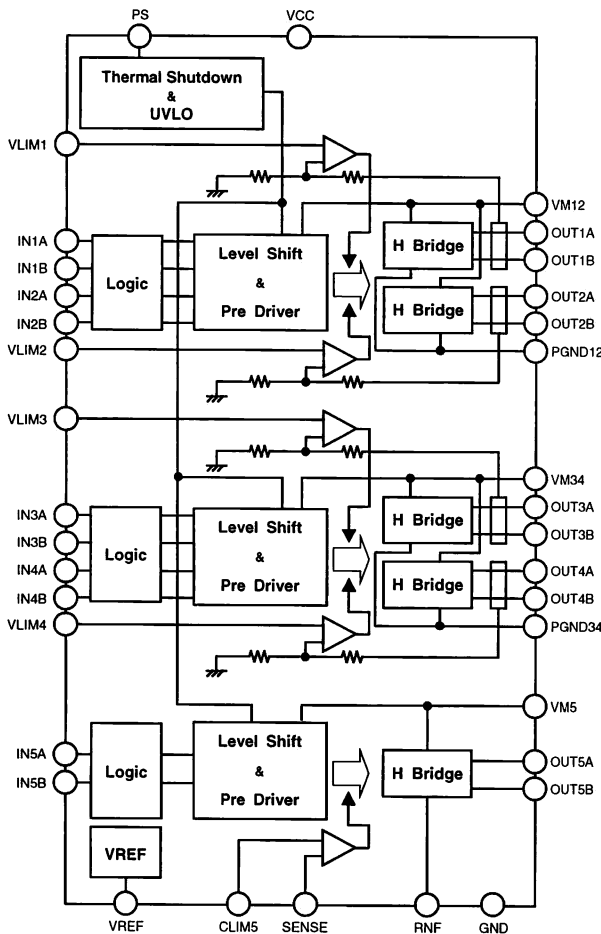 PS
VCC
Thermal Shutdown
&
UVLO
VLIM1
VM12
IN1A
IN1B
IN2A
IN2B
Logic
Level Shift
&
Pre Driver
H Bridge
H Bridge
OUT1A
OUT1B
OUT2A
OUT2B
VLIM2
PGND12
VLIM3
VM34
IN3A
IN3B
IN4A
IN4B
Logic
Level Shift
&
Pre Driver
H Bridge
H Bridge
OUT3A
OUT3B
OUT4A
OUT4B
VLIM4
PGND34
VM5
IN5A
IN5B
Logic
Level Shift
&
Pre Driver
H Bridge
OUT5A
OUT5B
VREF
VREF
CLIM5
SENSE
RNF
GND